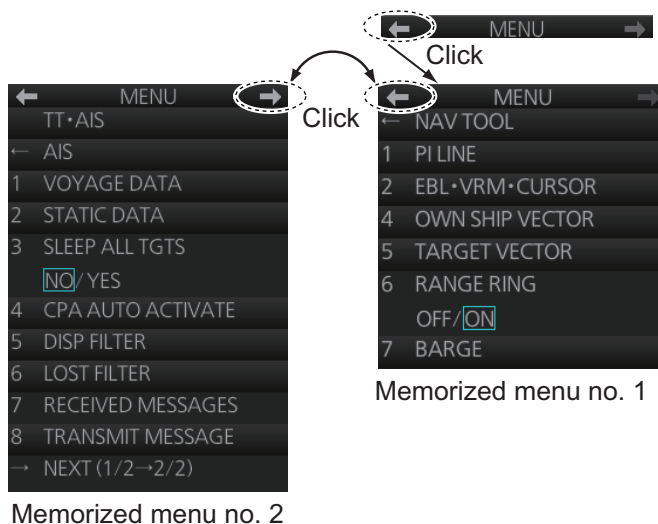 ← MENU →
Click
← MENU →
TT•AIS
← AIS
1 VOYAGE DATA
2 STATIC DATA
3 SLEEP ALL TGTS
NO/YES
4 CPA AUTO ACTIVATE
5 DISP FILTER
6 LOST FILTER
7 RECEIVED MESSAGES
8 TRANSMIT MESSAGE
→ NEXT (1/2→2/2)
Memorized menu no. 2
Click
← MENU →
← NAV TOOL
1 PI LINE
2 EBL•VRM•CURSOR
4 OWN SHIP VECTOR
5 TARGET VECTOR
6 RANGE RING
OFF/ON
7 BARGE
Memorized menu no. 1